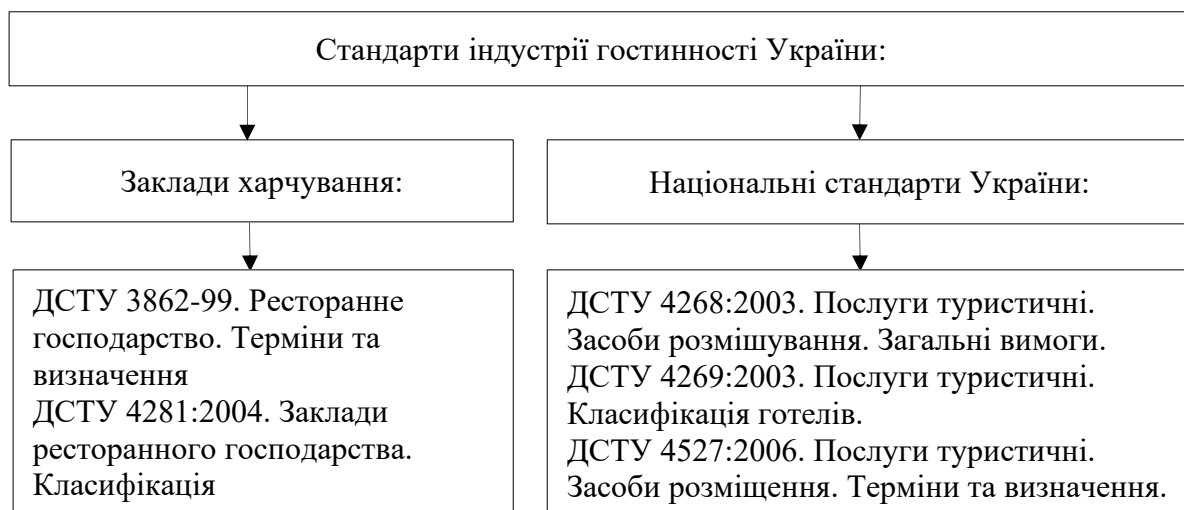 Стандарти індустрії гостинності України:
Заклади харчування:
Національні стандарти України:
ДСТУ 3862-99. Ресторанне
господарство. Терміни та
визначення
ДСТУ 4281:2004. Заклади
ресторанного господарства.
Класифікація
ДСТУ 4268:2003. Послуги туристичні.
Засоби розмішування. Загальні вимоги.
ДСТУ 4269:2003. Послуги туристичні.
Класифікація готелів.
ДСТУ 4527:2006. Послуги туристичні.
Засоби розміщення. Терміни та визначення.